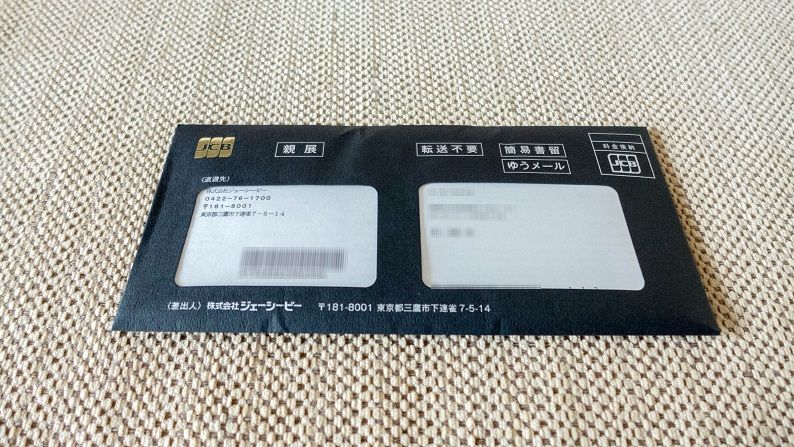 JCB
親展
転送不要
簡易書留
ゆうメール
料金後納
JCB
(返還先)
株式会社ジェーシービー
0422-76-1700
〒181-8001
東京都三鷹市下連雀7-5-14
(差出人) 株式会社ジェーシービー 〒181-8001 東京都三鷹市下連雀7-5-14